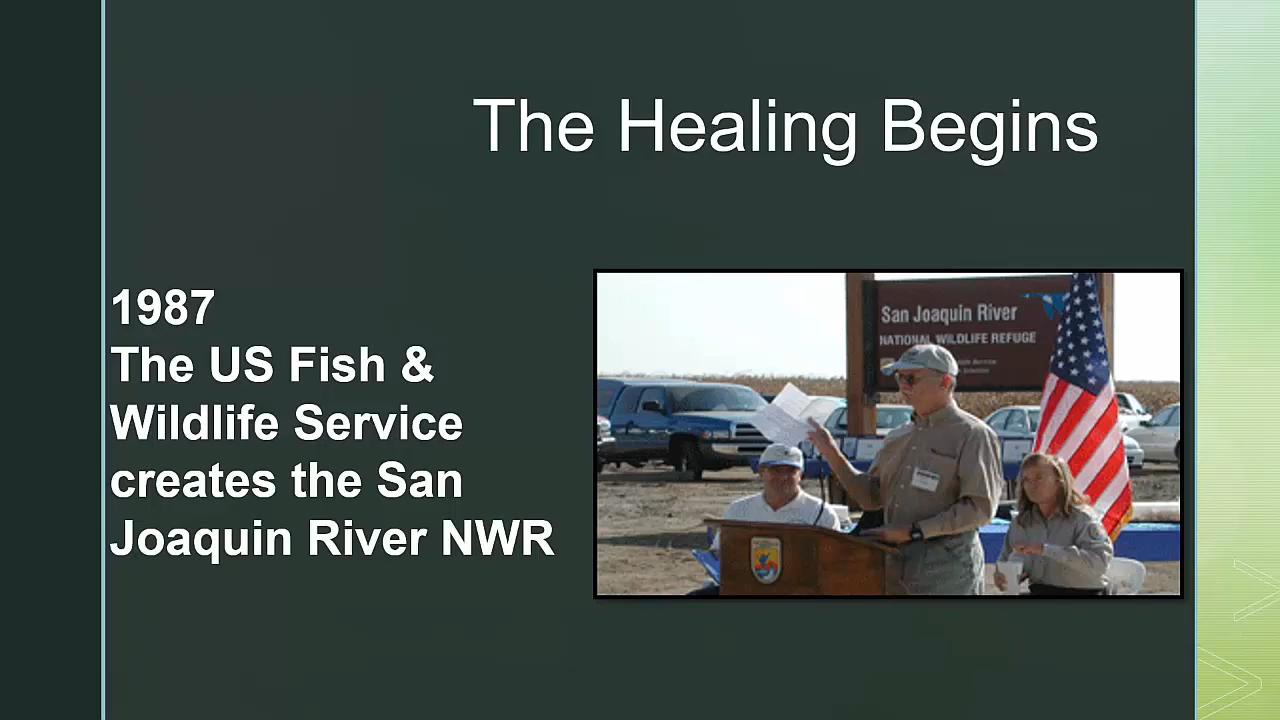 The Healing Begins
1987
The US Fish &
Wildlife Service
creates the San
Joaquin River NWR
San Joaquin River
NATIONAL WILDLIFE REFUGE